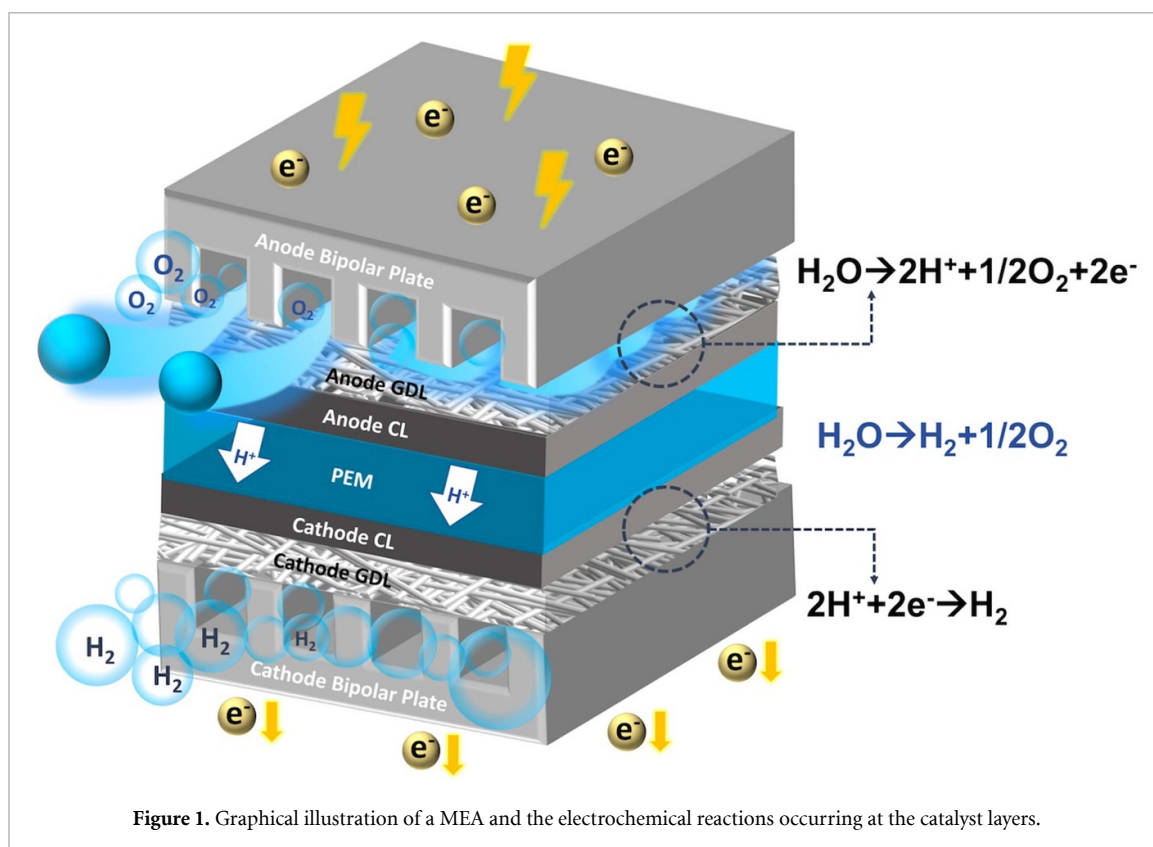 e⁻
e⁻
e⁻
e⁻
Anode Bipolar Plate
O₂
O₂
O₂
O₂
H₂O→2H⁺+1/2O₂+2e⁻
Anode GDL
Anode CL
H⁺
PEM
H⁺
H₂O→H₂+1/2O₂
Cathode CL
Cathode GDL
2H⁺+2e⁻→H₂
H₂
H₂
H₂
H₂
Cathode Bipolar Plate
e⁻
e⁻
e⁻
e⁻
Figure 1. Graphical illustration of a MEA and the electrochemical reactions occurring at the catalyst layers.